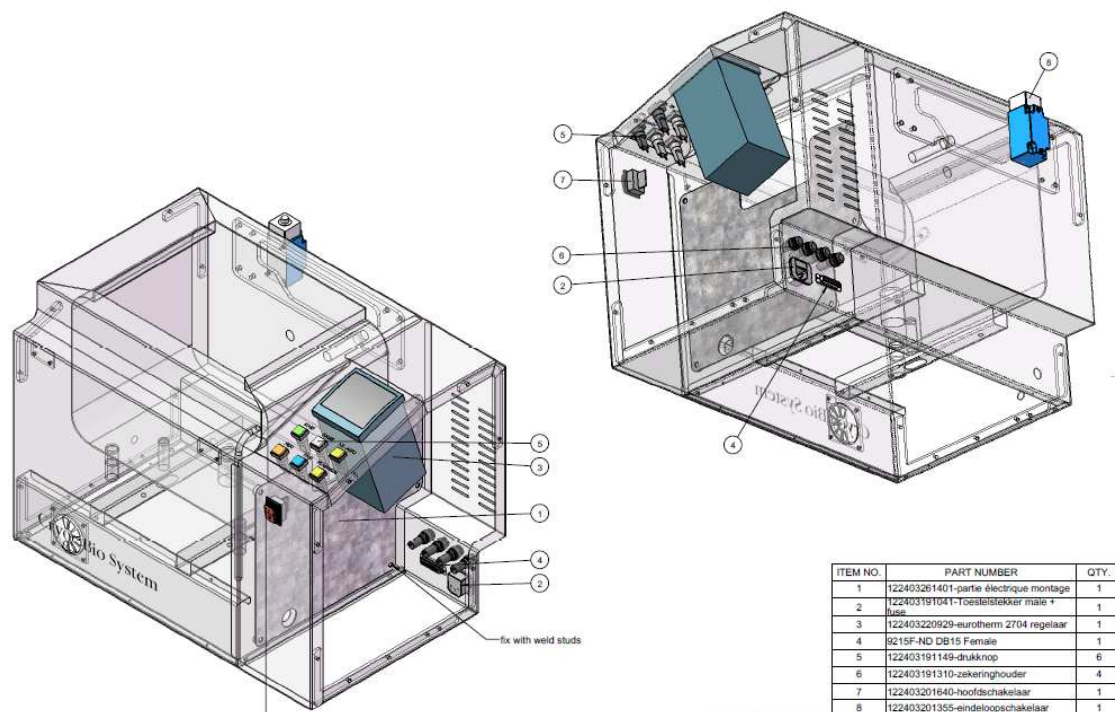 8
5
7
6
2
4
5
3
1
4
2
Bio System
Bio System
fix with weld studs
ITEM NO. PART NUMBER QTY.
1 122403261401-partie électrique montage 1
2 122403191041-Toestelstekker male + fuse 1
3 122403220929-eurotherm 2704 regelaar 1
4 9215F-ND DB15 Female 1
5 122403191149-drukknop 6
6 122403191310-zekeringhouder 4
7 122403201640-hoofdschakelaar 1
8 122403201355-eindeloopschakelaar 1